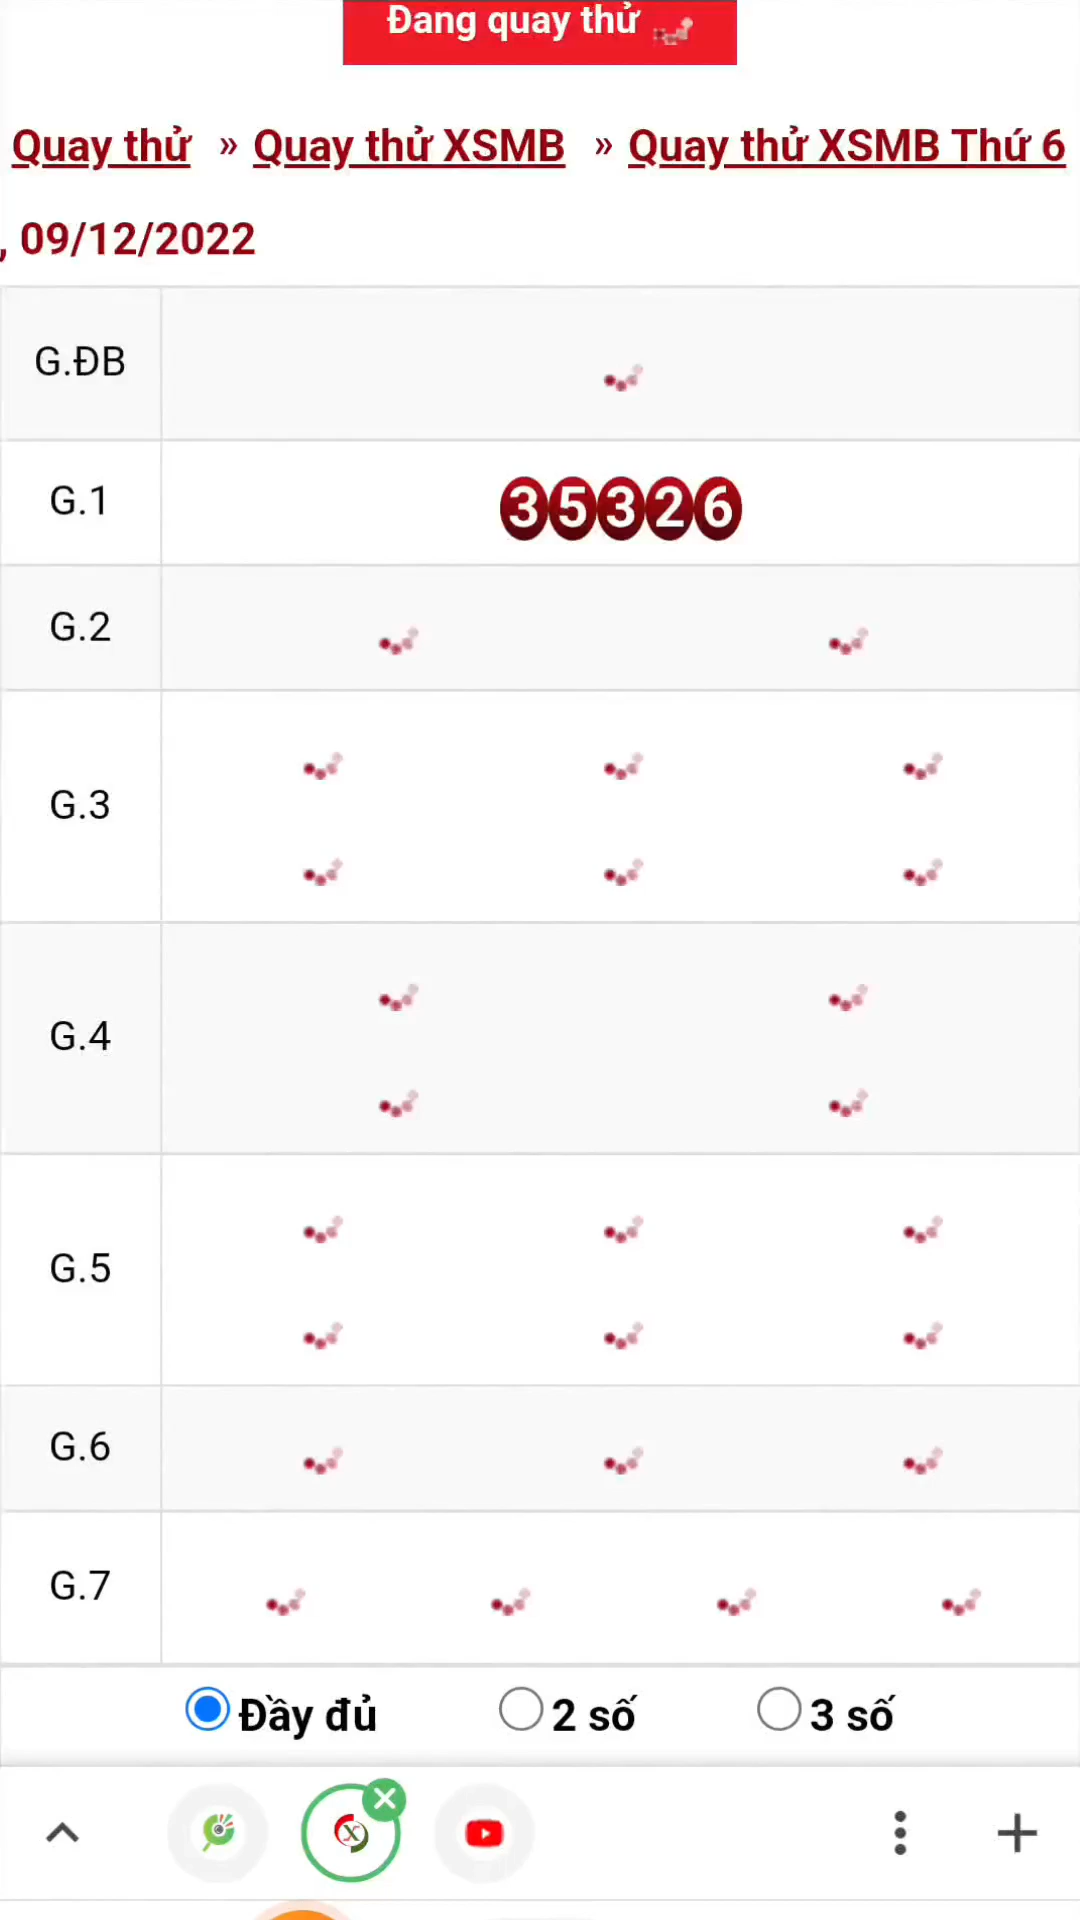 Đang quay thử
Quay thử » Quay thử XSMB » Quay thử XSMB Thứ 6
, 09/12/2022
G.ĐB
G.1 35326
G.2
G.3
G.4
G.5
G.6
G.7
Đầy đủ 2 số 3 số